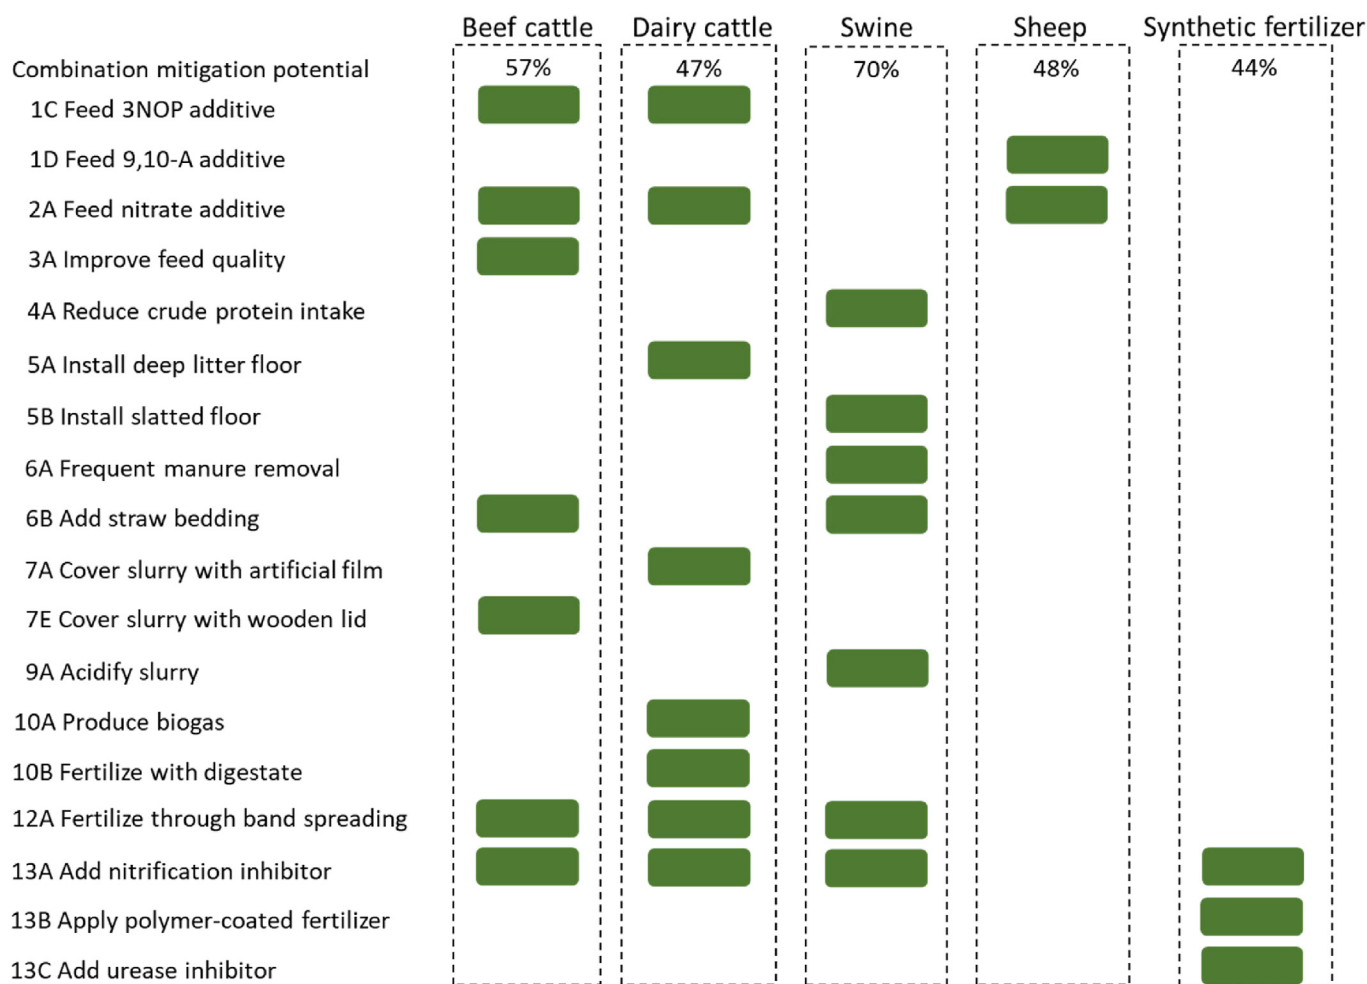 Beef cattle Dairy cattle Swine Sheep Synthetic fertilizer
Combination mitigation potential 57% 47% 70% 48% 44%
1C Feed 3NOP additive
1D Feed 9,10-A additive
2A Feed nitrate additive
3A Improve feed quality
4A Reduce crude protein intake
5A Install deep litter floor
5B Install slatted floor
6A Frequent manure removal
6B Add straw bedding
7A Cover slurry with artificial film
7E Cover slurry with wooden lid
9A Acidify slurry
10A Produce biogas
10B Fertilize with digestate
12A Fertilize through band spreading
13A Add nitrification inhibitor
13B Apply polymer-coated fertilizer
13C Add urease inhibitor